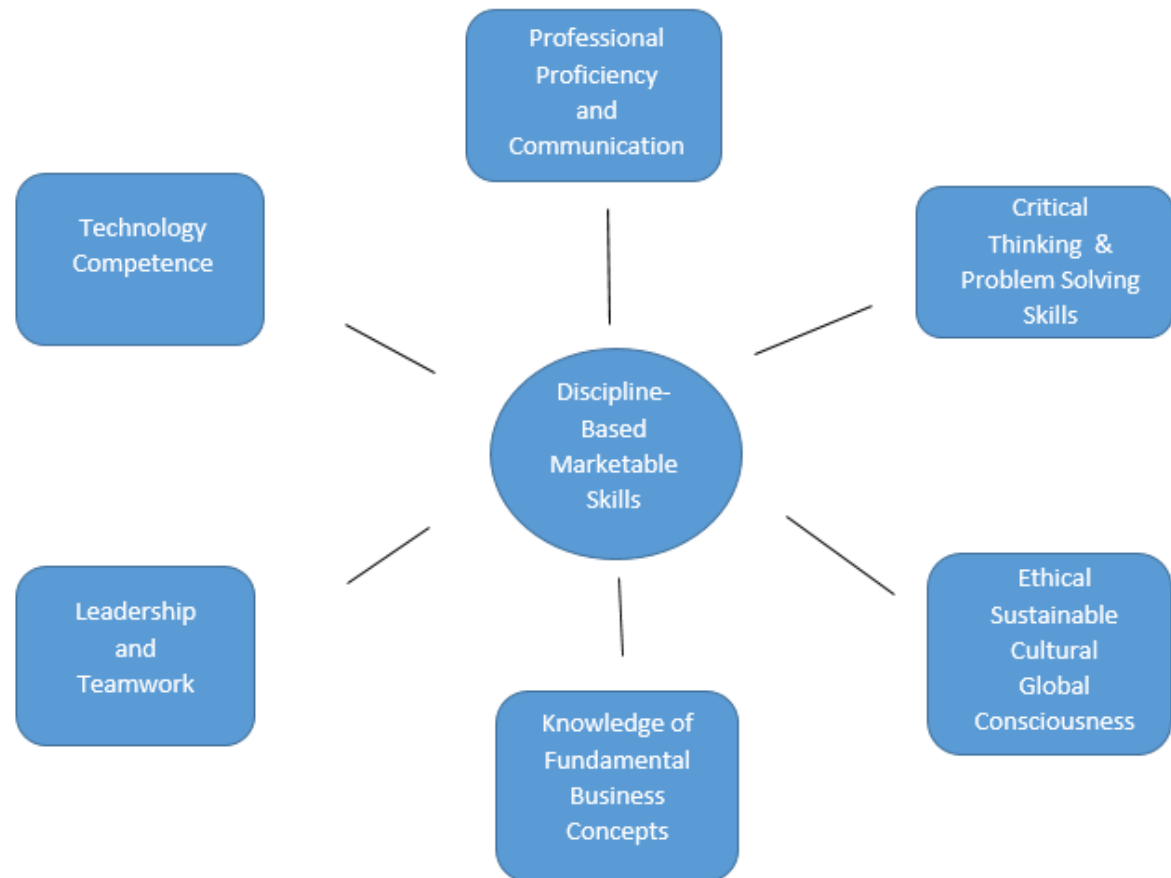 Professional
Proficiency
and
Communication
Technology
Competence
Critical
Thinking &
Problem Solving
Skills
Discipline-
Based
Marketable
Skills
Leadership
and
Teamwork
Ethical
Sustainable
Cultural
Global
Consciousness
Knowledge of
Fundamental
Business
Concepts